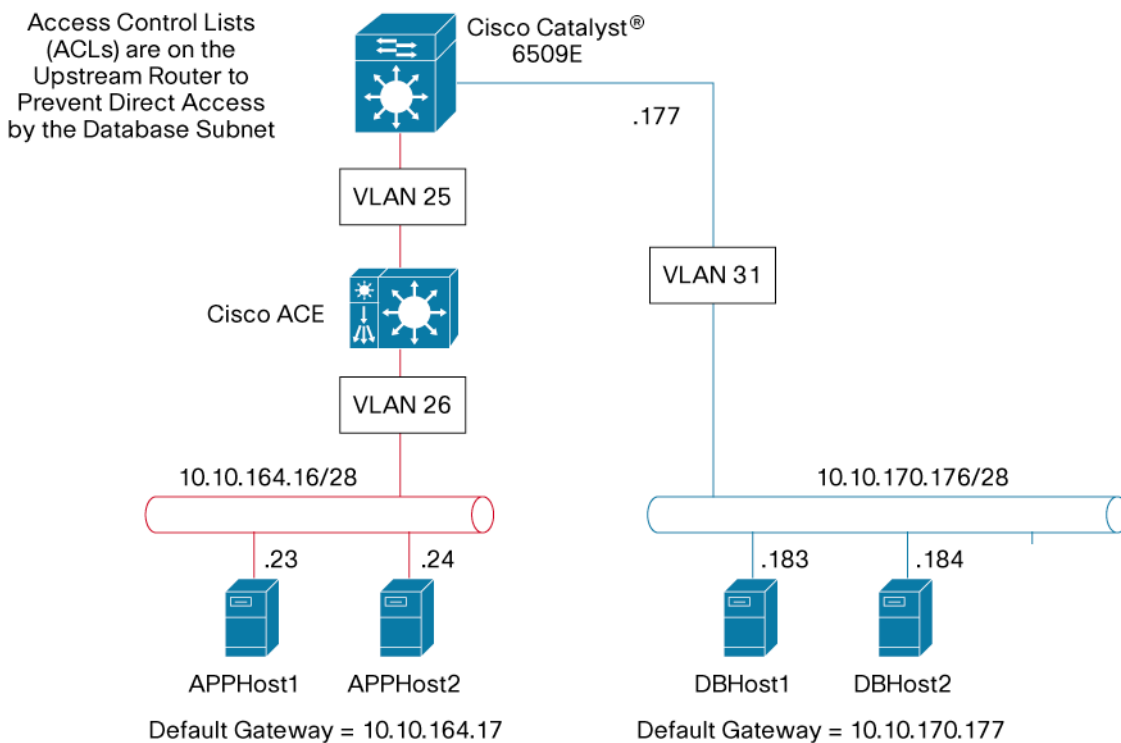 Access Control Lists
(ACLs) are on the
Upstream Router to
Prevent Direct Access
by the Database Subnet
Cisco Catalyst®
6509E
.177
VLAN 25
VLAN 31
Cisco ACE
VLAN 26
10.10.164.16/28
10.10.170.176/28
.23
.24
.183
.184
APPHost1
APPHost2
DBHost1
DBHost2
Default Gateway = 10.10.164.17
Default Gateway = 10.10.170.177